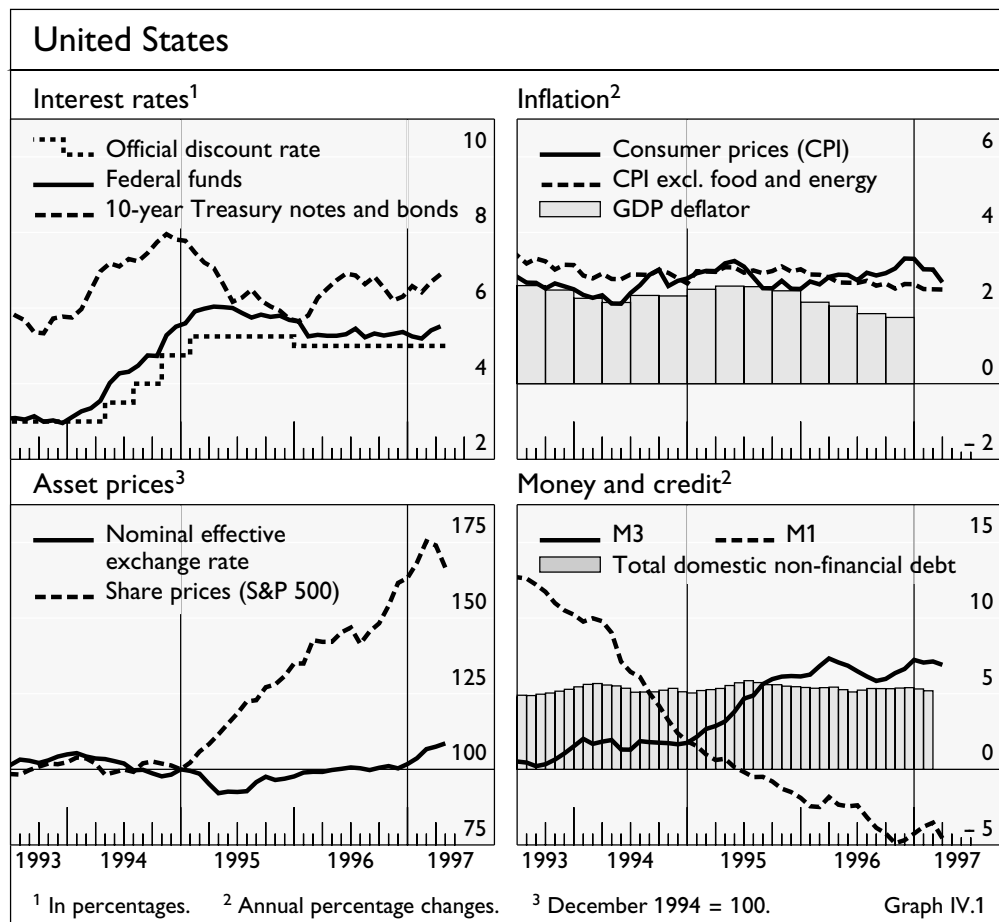 United States
Interest rates1
Official discount rate
Federal funds
10-year Treasury notes and bonds
10
8
6
4
2
Inflation2
Consumer prices (CPI)
CPI excl. food and energy
GDP deflator
6
4
2
0
– 2
Asset prices3
Nominal effective
exchange rate
Share prices (S&P 500)
175
150
125
100
75
1993 1994 1995 1996 1997
Money and credit2
M3 M1
Total domestic non-financial debt
15
10
5
0
– 5
1993 1994 1995 1996 1997
1 In percentages. 2 Annual percentage changes. 3 December 1994 = 100. Graph IV.1